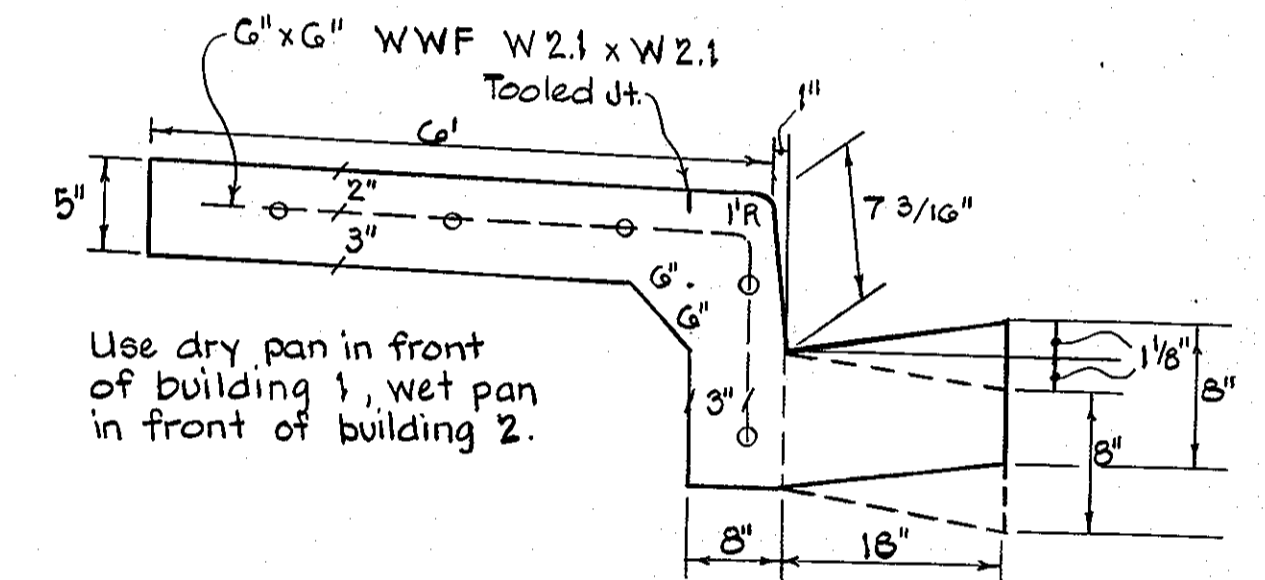 6"x6" WWF W2.1 x W2.1
Tooled Jt.
1"
6'
5"
2"
3"
1'R
7 3/16"
6"
6"
3"
Use dry pan in front
of building 1, wet pan
in front of building 2.
1 1/8"
8"
8"
8"
18"